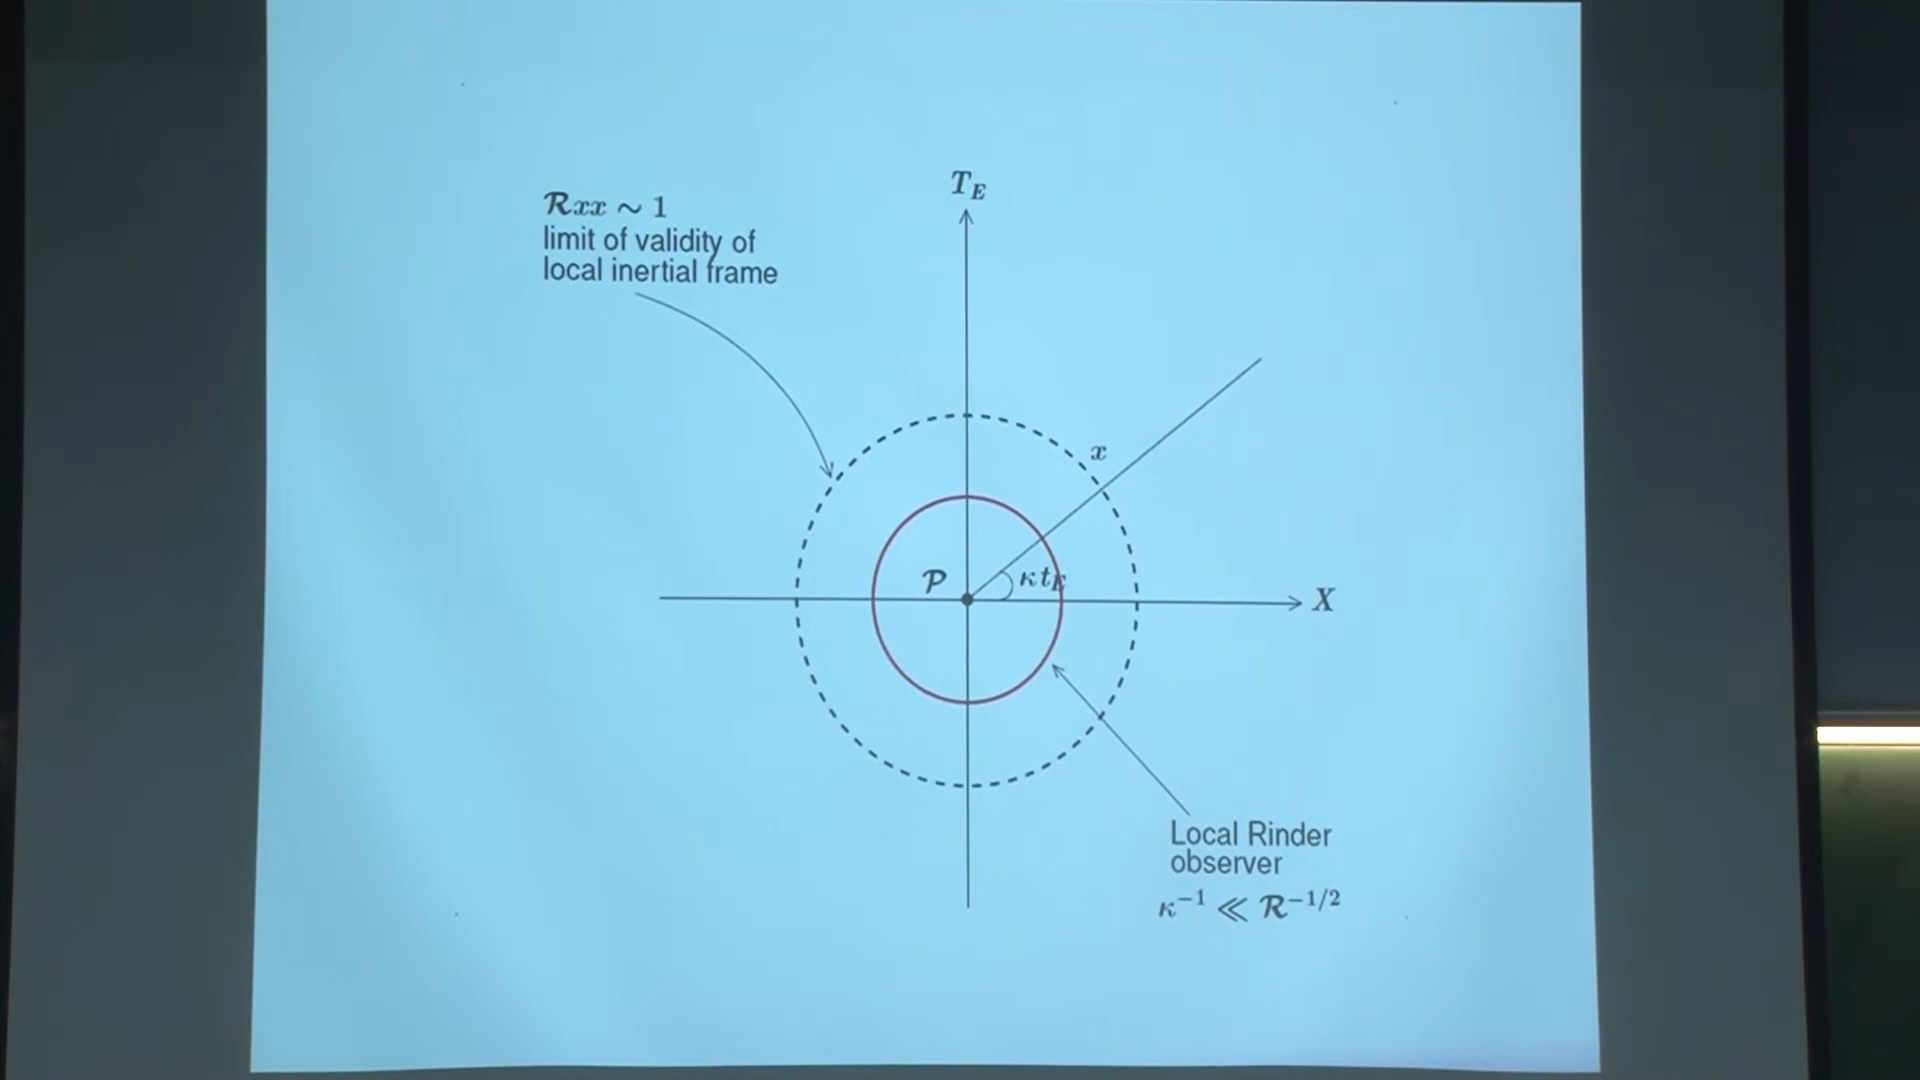 T_E
ℛxx ∼ 1
limit of validity of
local inertial frame
x
𝒫
κt_E
X
Local Rinder
observer
κ⁻¹ ≪ ℛ⁻¹/²